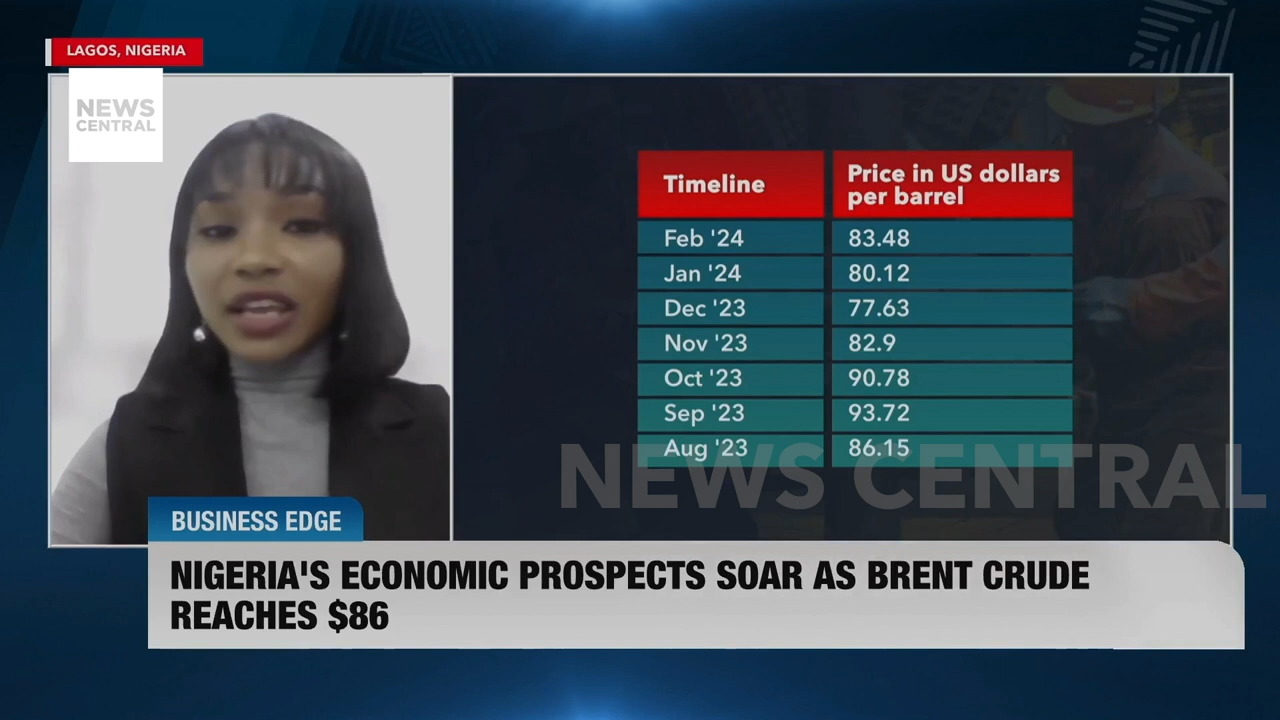 LAGOS, NIGERIA
NEWS
CENTRAL
Timeline
Price in US dollars
per barrel
Feb '24 83.48
Jan '24 80.12
Dec '23 77.63
Nov '23 82.9
Oct '23 90.78
Sep '23 93.72
Aug '23 86.15
NEWS CENTRAL
BUSINESS EDGE
NIGERIA'S ECONOMIC PROSPECTS SOAR AS BRENT CRUDE
REACHES $86